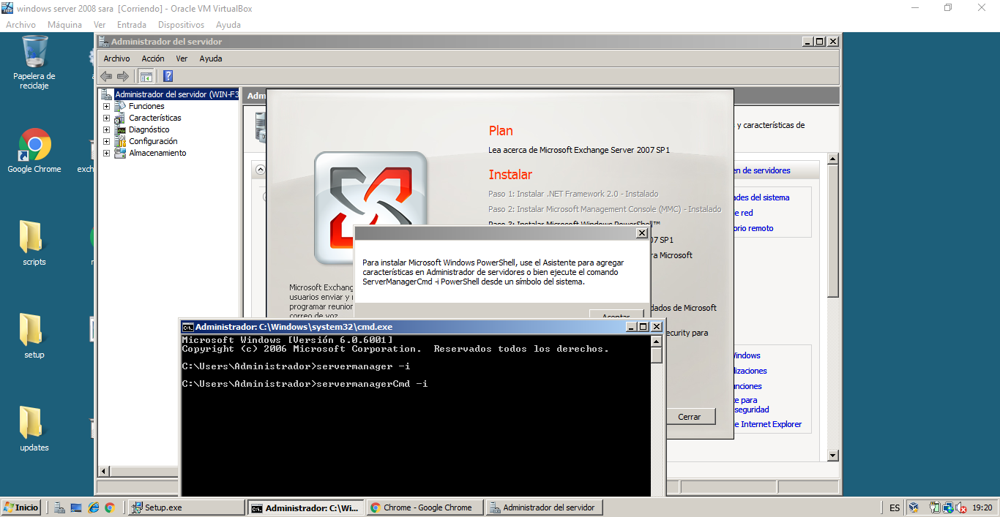 windows server 2008 sara [Corriendo] - Oracle VM VirtualBox
Archivo Máquina Ver Entrada Dispositivos Ayuda
Papelera de
reciclaje
Google Chrome
scripts
setup
updates
Administrador del servidor
Archivo Acción Ver Ayuda
Administrador del servidor (WIN-F3
Funciones
Características
Diagnóstico
Configuración
Almacenamiento
Adm
y características de
en de servidores
ades del sistema
e red
orio remoto
Plan
Lea acerca de Microsoft Exchange Server 2007 SP1
Instalar
Paso 1: Instalar .NET Framework 2.0 - Instalado
Paso 2: Instalar Microsoft Management Console (MMC) - Instalado
Paso 3: Instalar Microsoft Windows PowerShell™
07 SP1
ra Microsoft
dados de Microsoft
ecurity para
Microsoft Exchang
usuarios enviar y r
programar reunion
correo de voz
Para instalar Microsoft Windows PowerShell, use el Asistente para agregar
características en Administrador de servidores o bien ejecute el comando
ServerManagerCmd -i PowerShell desde un símbolo del sistema.
Aceptar
Administrador: C:\Windows\system32\cmd.exe
Microsoft Windows [Versión 6.0.6001]
Copyright (c) 2006 Microsoft Corporation. Reservados todos los derechos.
C:\Users\Administrador>servermanager -i
C:\Users\Administrador>servermanagerCmd -i
Windows
lizaciones
unciones
te para
seguridad
e Internet Explorer
Cerrar
Inicio
Setup.exe
Administrador: C:\Wi...
Chrome - Google Chrome
Administrador del servidor
ES
19:20